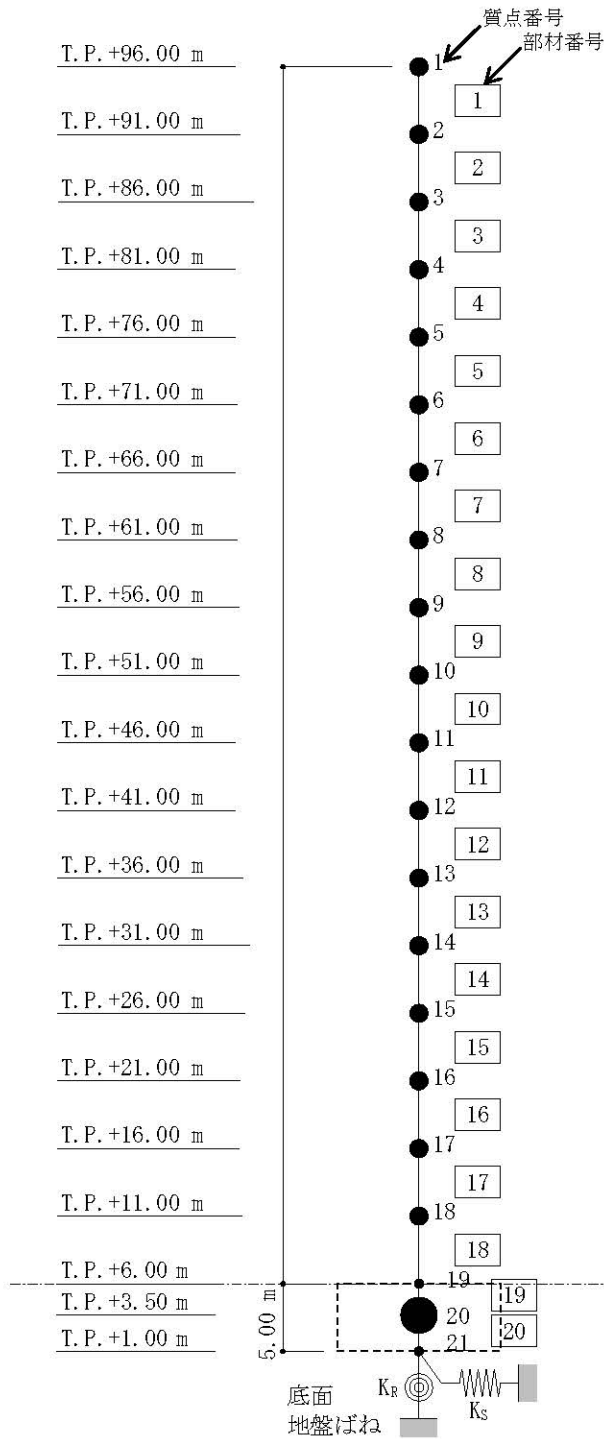 質点番号
部材番号
T.P.+96.00 m
1
1
T.P.+91.00 m
2
2
T.P.+86.00 m
3
3
T.P.+81.00 m
4
4
T.P.+76.00 m
5
5
T.P.+71.00 m
6
6
T.P.+66.00 m
7
7
T.P.+61.00 m
8
8
T.P.+56.00 m
9
9
T.P.+51.00 m
10
10
T.P.+46.00 m
11
11
T.P.+41.00 m
12
12
T.P.+36.00 m
13
13
T.P.+31.00 m
14
14
T.P.+26.00 m
15
15
T.P.+21.00 m
16
16
T.P.+16.00 m
17
17
T.P.+11.00 m
18
18
T.P.+6.00 m
19
19
T.P.+3.50 m
20
20
T.P.+1.00 m
21
5.00 m
底面
地盤ばね
KR
KS